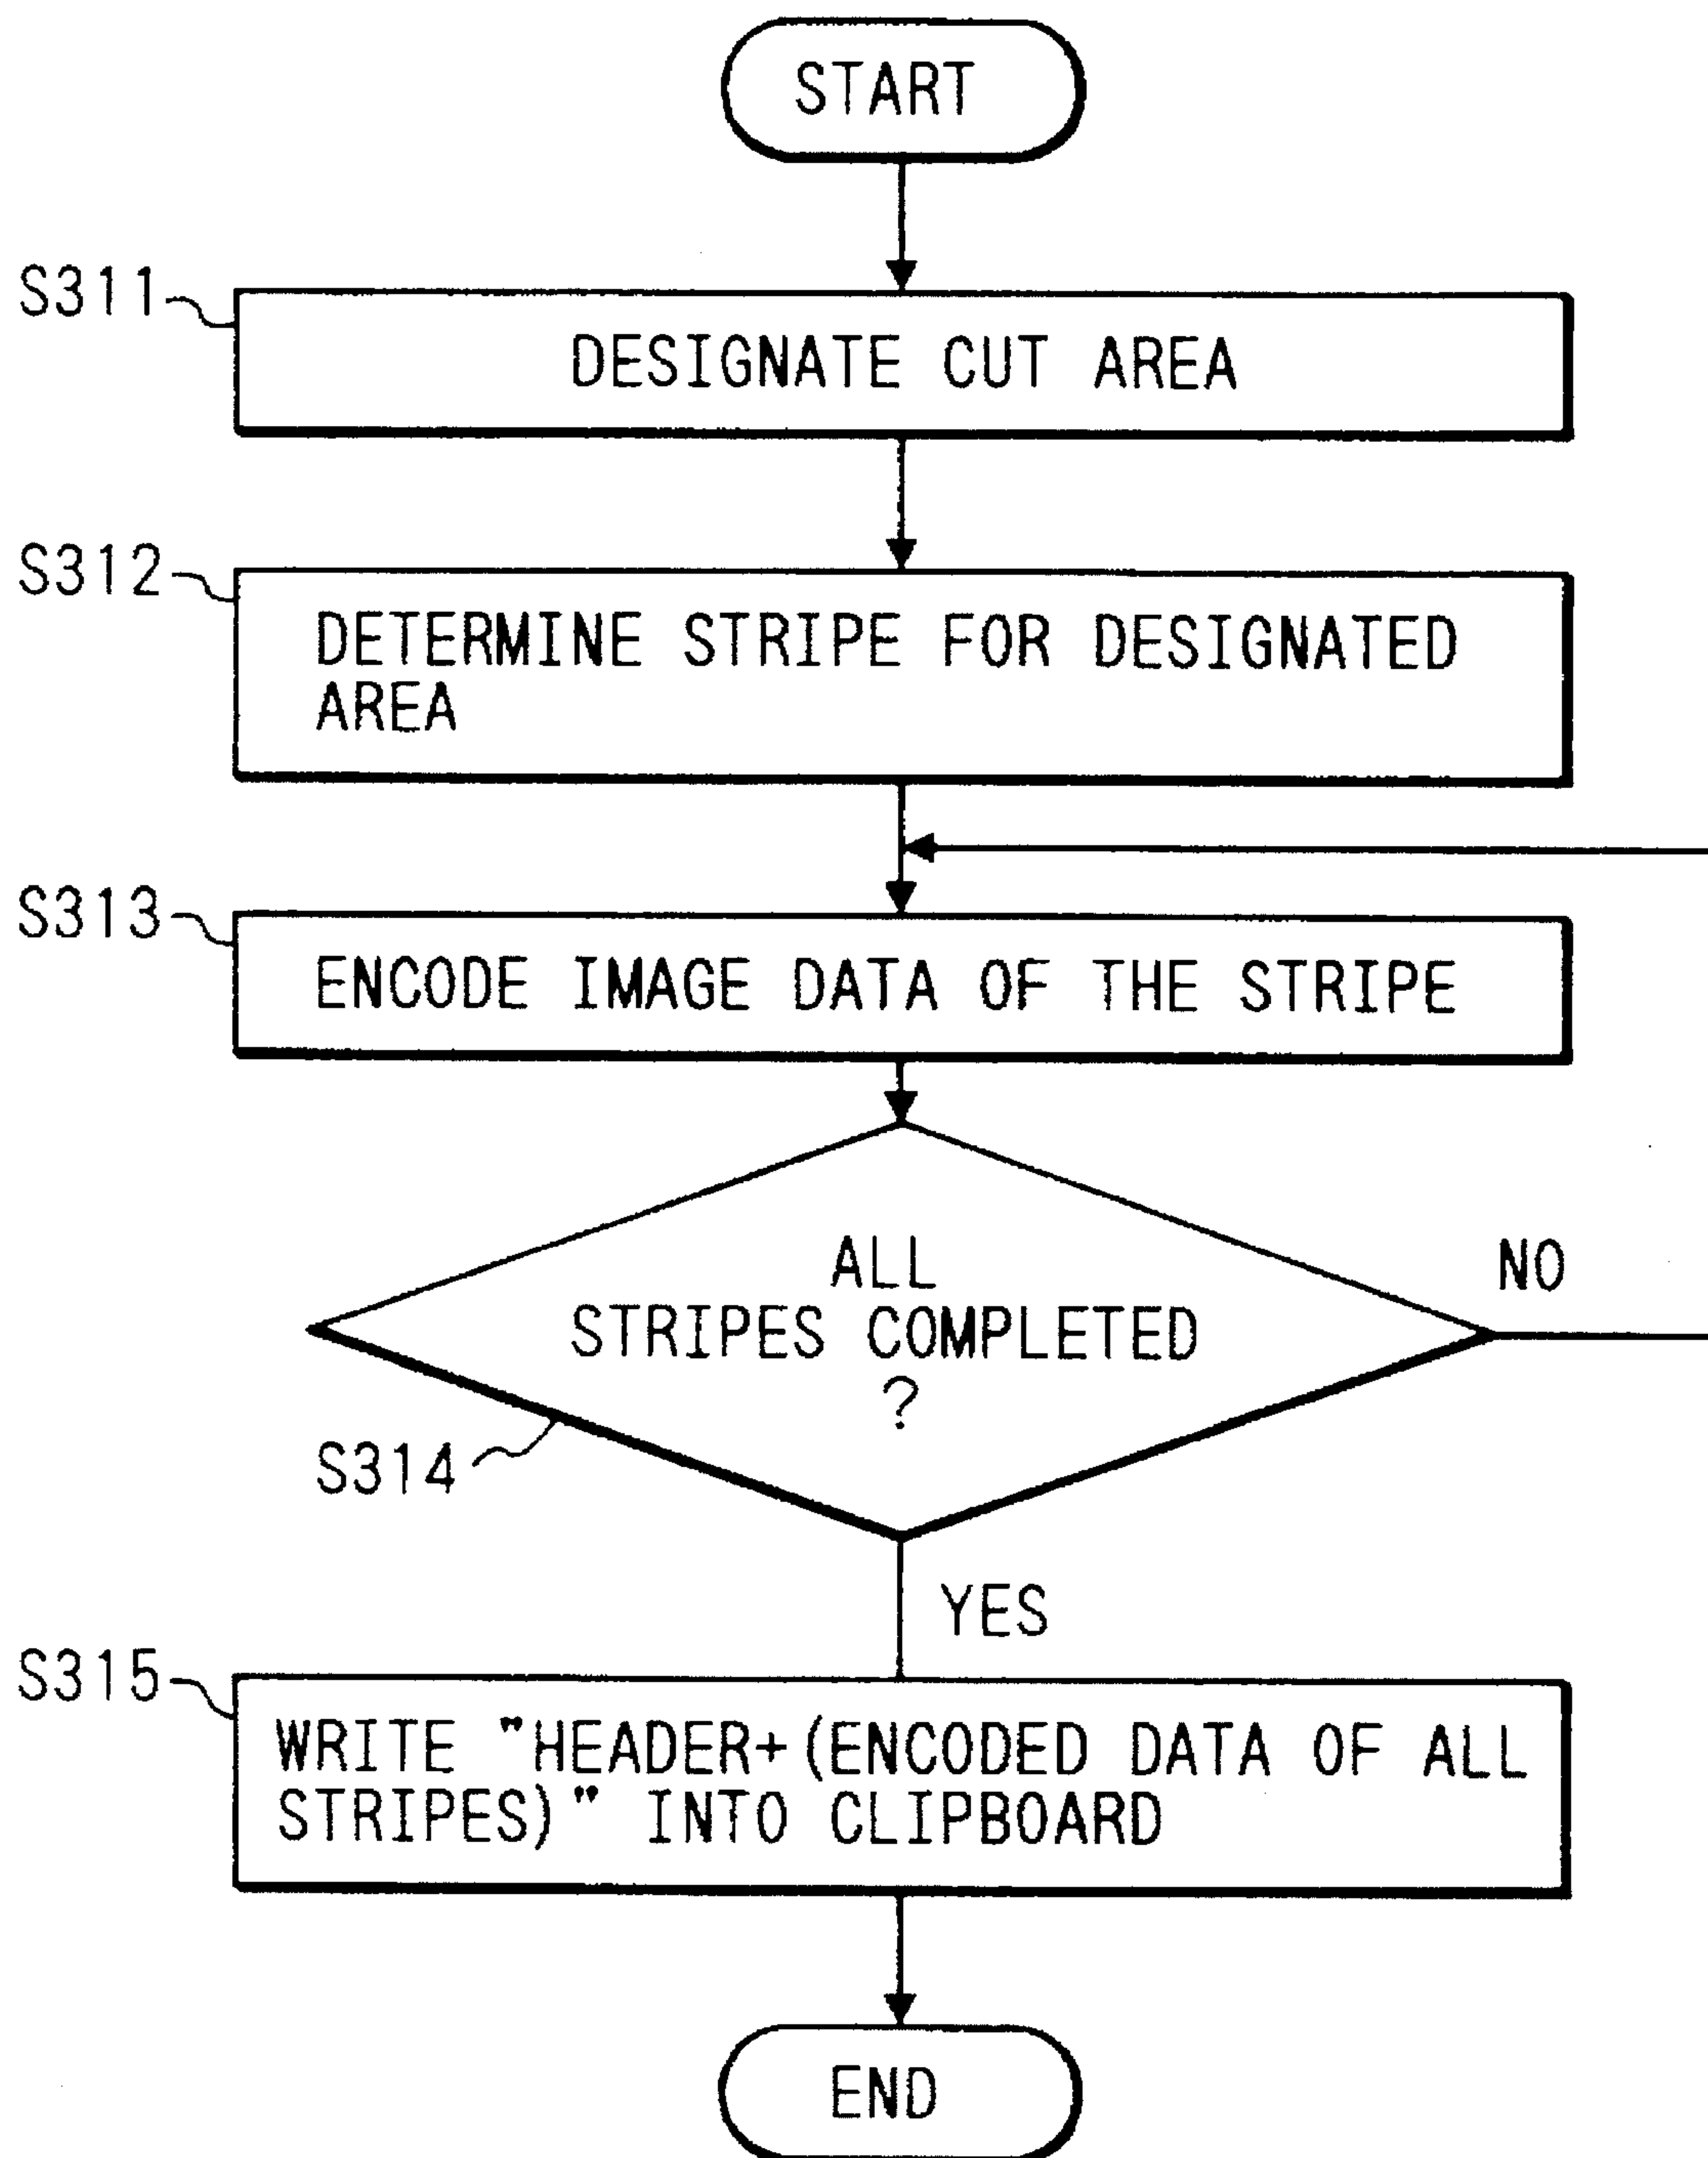 START
S311
DESIGNATE CUT AREA
S312
DETERMINE STRIPE FOR DESIGNATED
AREA
S313
ENCODE IMAGE DATA OF THE STRIPE
ALL
STRIPES COMPLETED
?
NO
S314
YES
S315
WRITE "HEADER+(ENCODED DATA OF ALL
STRIPES)" INTO CLIPBOARD
END